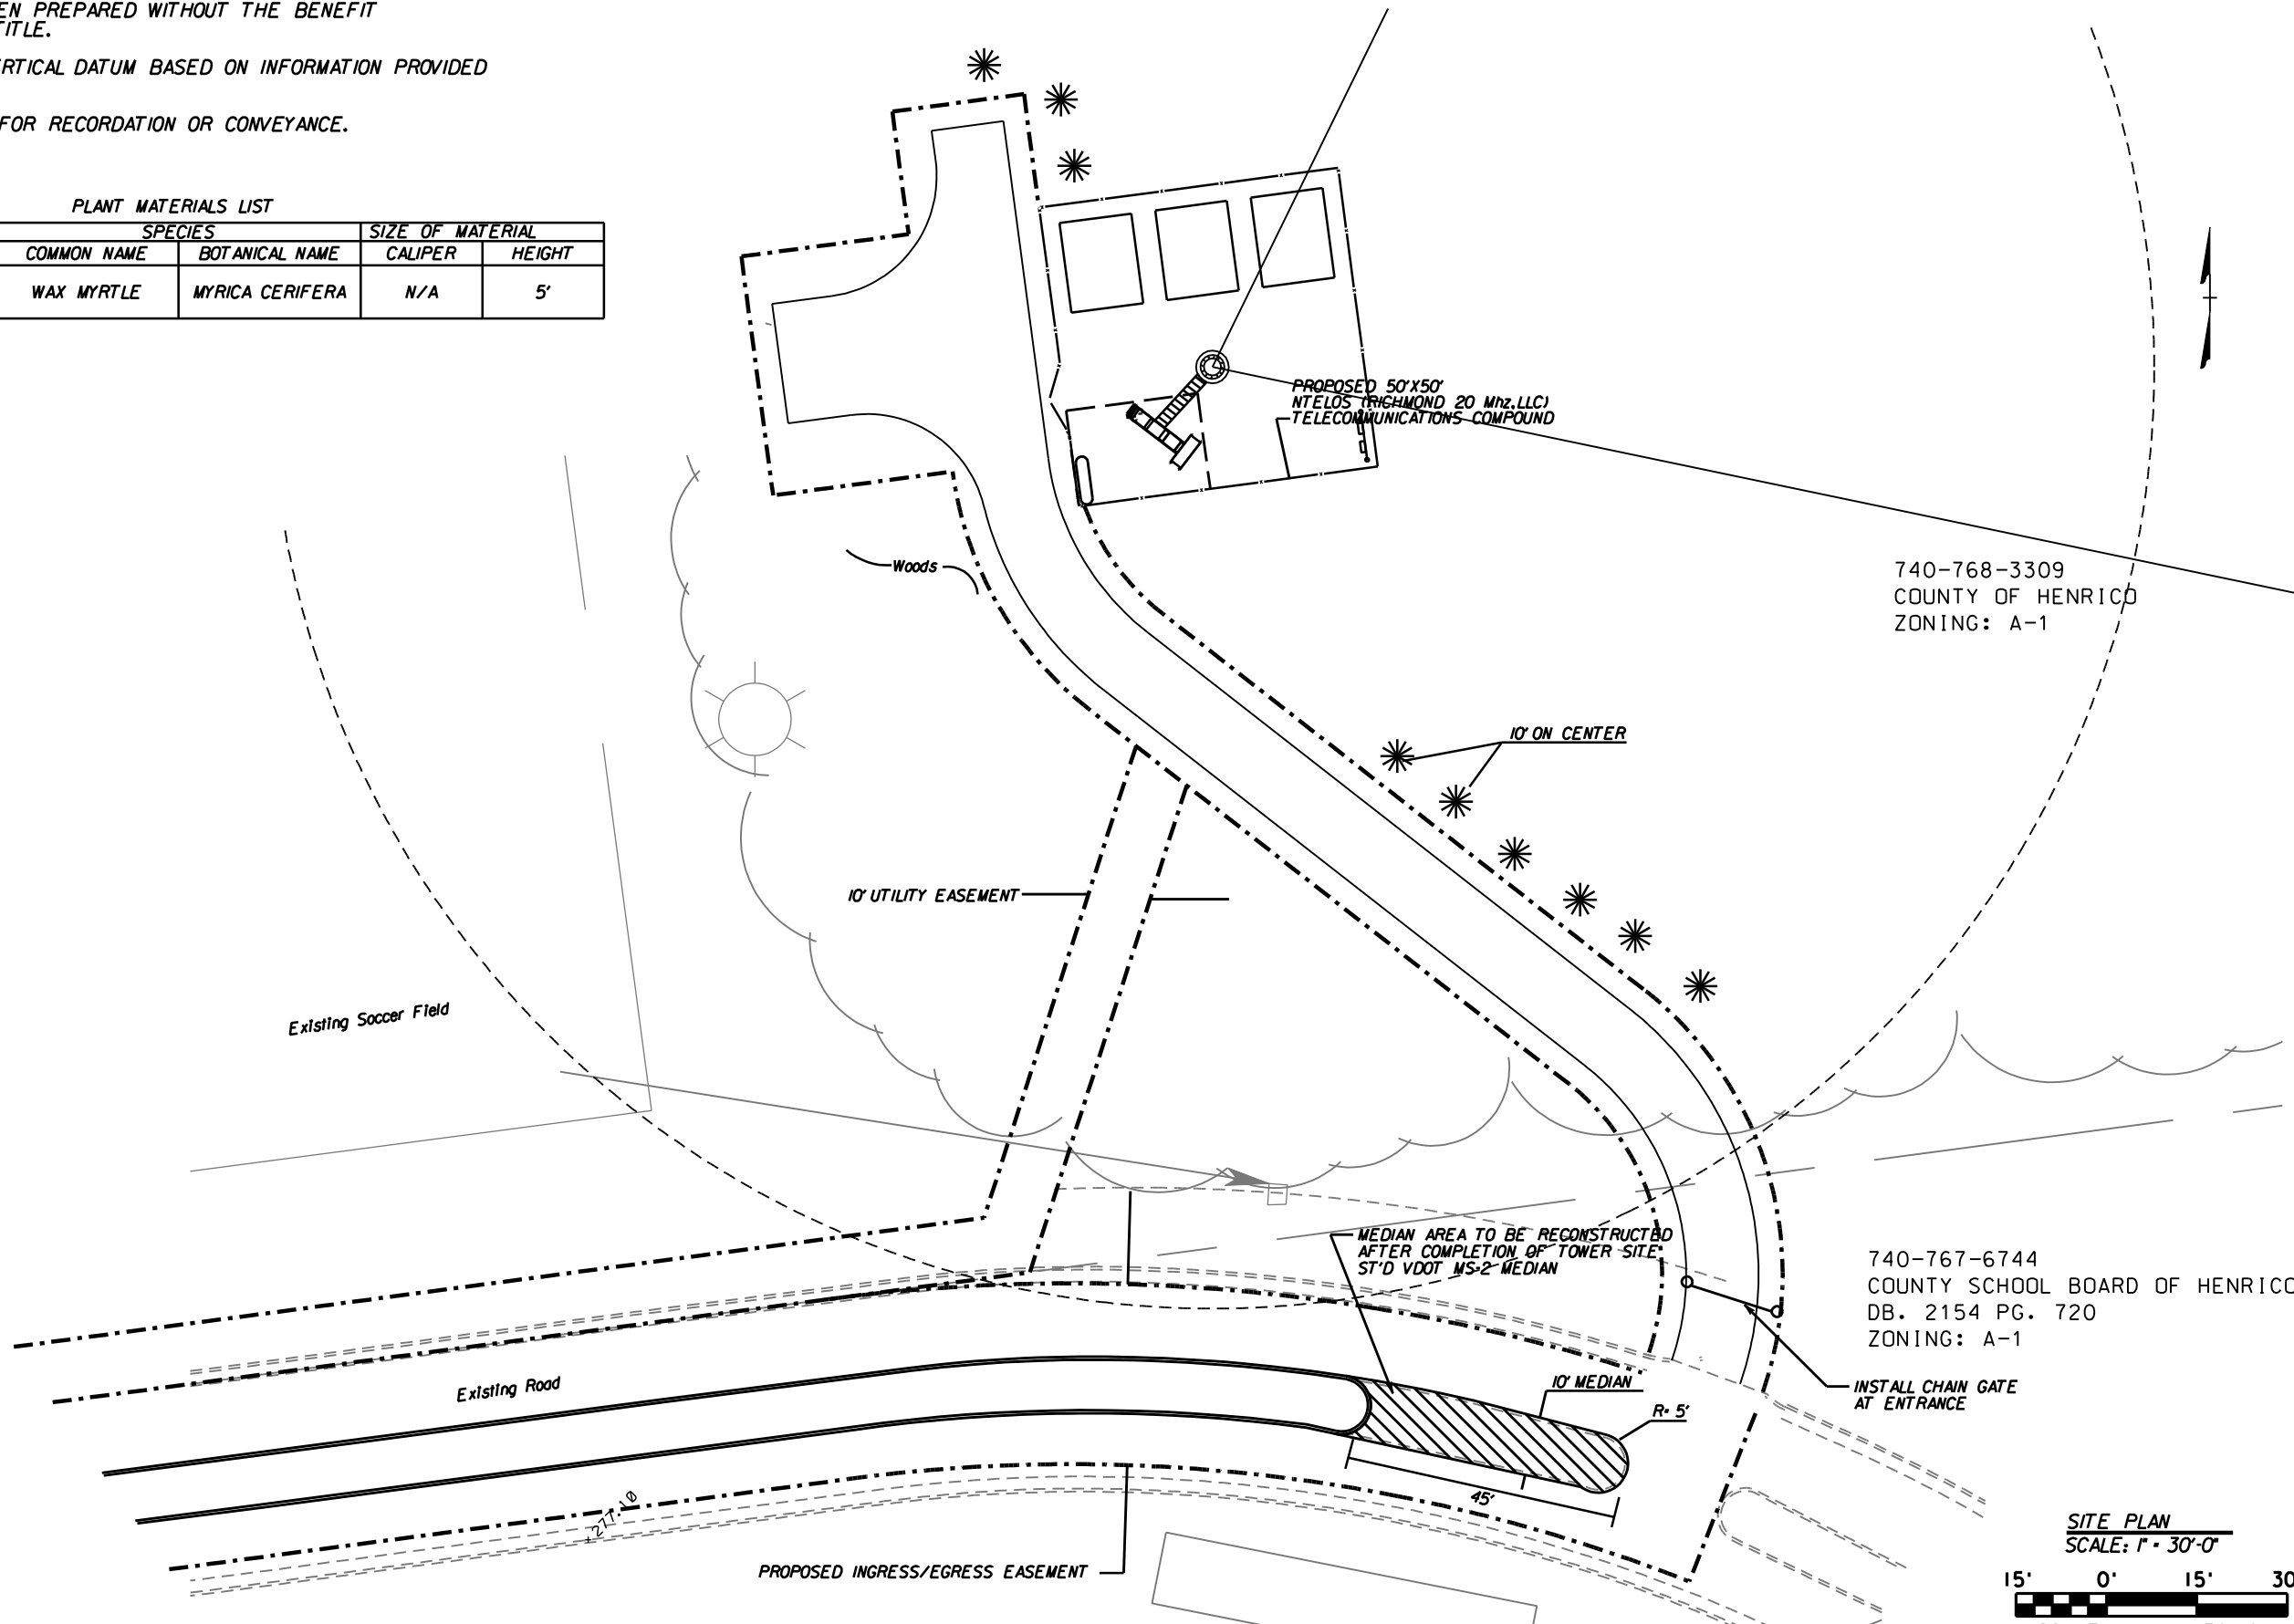 EN PREPARED WITHOUT THE BENEFIT
TITLE.
RTICAL DATUM BASED ON INFORMATION PROVIDED
FOR RECORDATION OR CONVEYANCE.
PLANT MATERIALS LIST
SPECIES SIZE OF MATERIAL
COMMON NAME BOTANICAL NAME CALIPER HEIGHT
WAX MYRTLE MYRICA CERIFERA N/A 5'
PROPOSED 50'X50'
NTELOS (RICHMOND 20 Mhz,LLC)
TELECOMMUNICATIONS COMPOUND
Woods
740-768-3309
COUNTY OF HENRICO
ZONING: A-1
10' ON CENTER
10' UTILITY EASEMENT
Existing Soccer Field
MEDIAN AREA TO BE RECONSTRUCTED
AFTER COMPLETION OF TOWER SITE
ST'D VDOT MS-2 MEDIAN
740-767-6744
COUNTY SCHOOL BOARD OF HENRICO
DB. 2154 PG. 720
ZONING: A-1
Existing Road
10' MEDIAN
R= 5'
INSTALL CHAIN GATE
AT ENTRANCE
45'
+277.10
PROPOSED INGRESS/EGRESS EASEMENT
SITE PLAN
SCALE: 1" = 30'-0"
15' 0' 15' 30